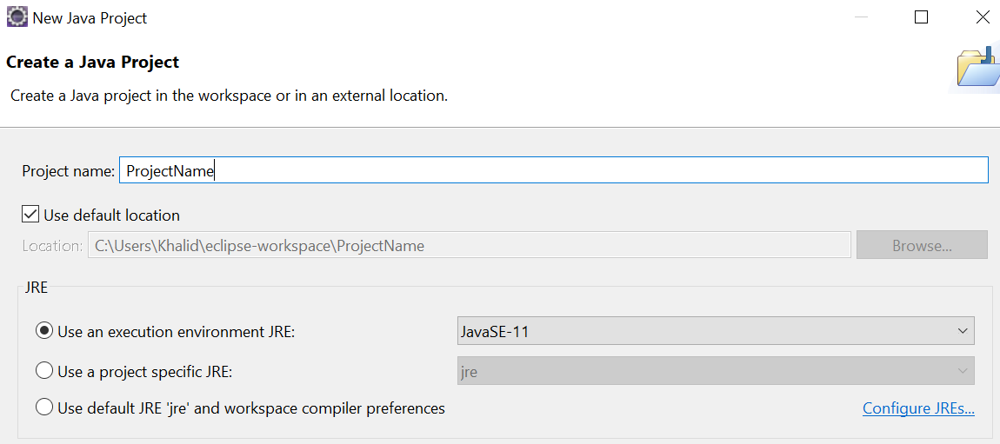 New Java Project
Create a Java Project
Create a Java project in the workspace or in an external location.
Project name: ProjectName
Use default location
Location: C:\Users\Khalid\eclipse-workspace\ProjectName Browse...
JRE
Use an execution environment JRE: JavaSE-11
Use a project specific JRE: jre
Use default JRE 'jre' and workspace compiler preferences Configure JREs...